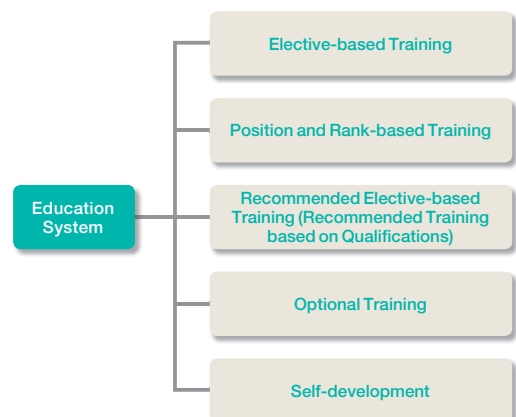 Elective-based Training
Position and Rank-based Training
Education
System
Recommended Elective-based
Training (Recommended Training
based on Qualifications)
Optional Training
Self-development